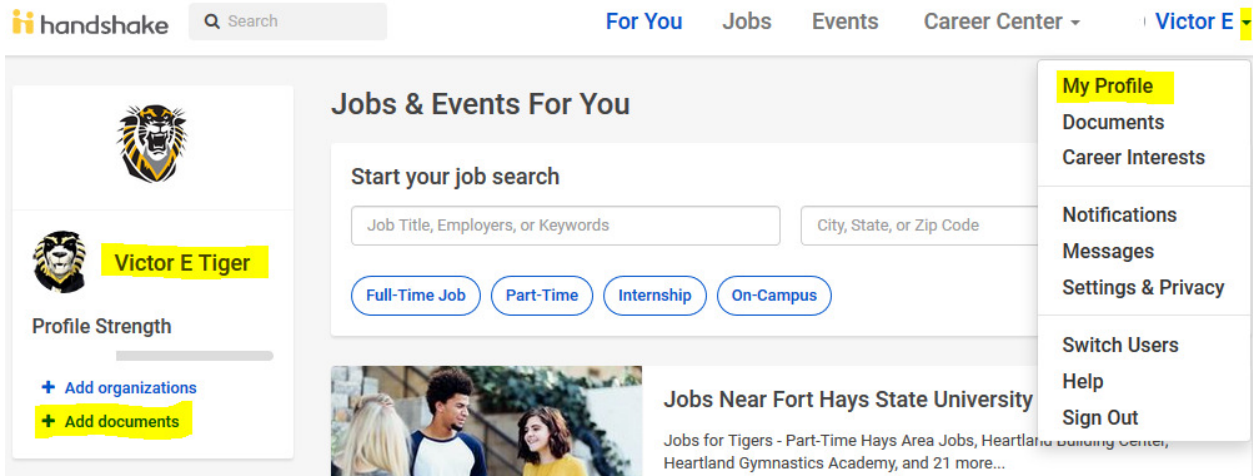 handshake
Search
For You
Jobs
Events
Career Center
Victor E
Victor E Tiger
Profile Strength
+ Add organizations
+ Add documents
Jobs & Events For You
Start your job search
Job Title, Employers, or Keywords
City, State, or Zip Code
Full-Time Job
Part-Time
Internship
On-Campus
Jobs Near Fort Hays State University
Jobs for Tigers - Part-Time Hays Area Jobs, Heartland Building Center,
Heartland Gymnastics Academy, and 21 more...
My Profile
Documents
Career Interests
Notifications
Messages
Settings & Privacy
Switch Users
Help
Sign Out